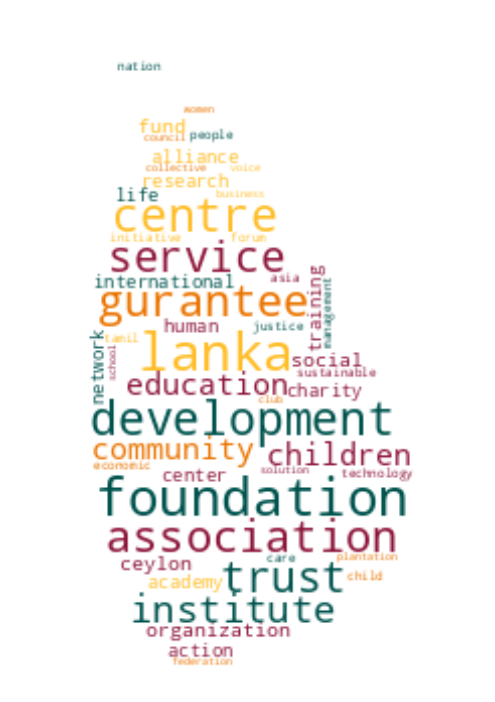 nation
women
fund
council people
alliance
collective voice
research
life business
centre
initiative forum
service
international asia
training
management
gurantee
human justice
network
tamil
school
lanka
social
sustainable
education charity
club
development
community children
economic
center solution technology
foundation
association
care plantation
ceylon
trust child
academy
institute
organization
action
federation